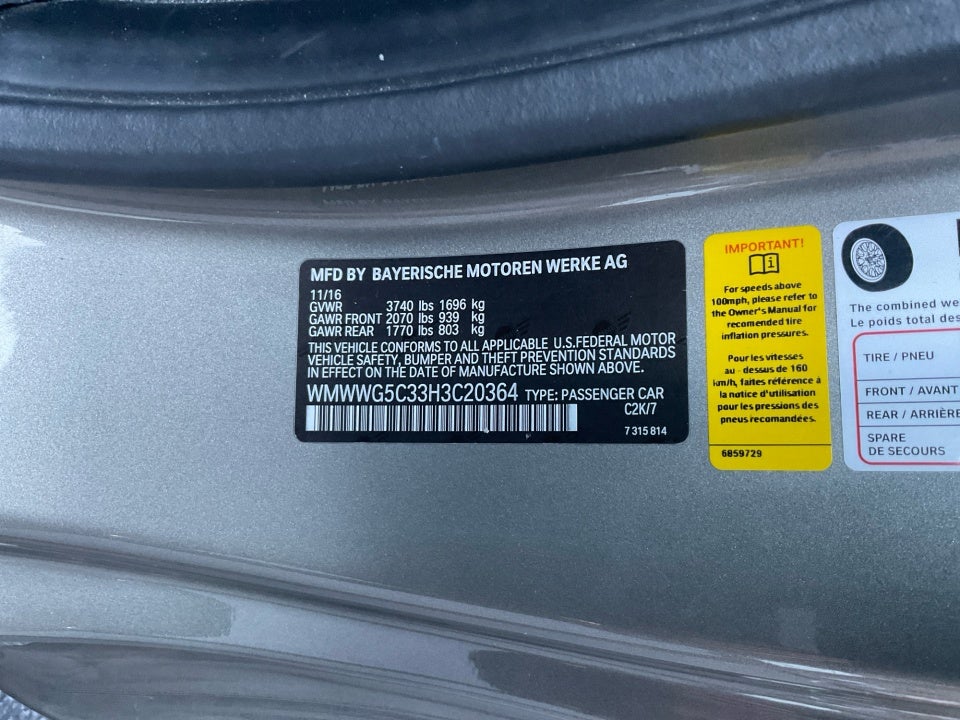 MFD BY BAYERISCHE MOTOREN WERKE AG
11/16
GVWR 3740 lbs 1696 kg
GAWR FRONT 2070 lbs 939 kg
GAWR REAR 1770 lbs 803 kg
THIS VEHICLE CONFORMS TO ALL APPLICABLE U.S.FEDERAL MOTOR
VEHICLE SAFETY, BUMPER AND THEFT PREVENTION STANDARDS
IN EFFECT ON THE DATE OF MANUFACTURE SHOWN ABOVE.
WMWWG5C33H3C20364 TYPE: PASSENGER CAR
C2K/7
7 315 814
IMPORTANT!
For speeds above
100mph, please refer to
the Owner's Manual for
recomended tire
inflation pressures.
Pour les vitesses
au - dessus de 160
km/h, faites référence à
la notice d'utilisation
pour les pressions des
pneus recomandées.
6859729
The combined we
Le poids total des
TIRE / PNEU
FRONT / AVANT
REAR / ARRIÈRE
SPARE
DE SECOURS